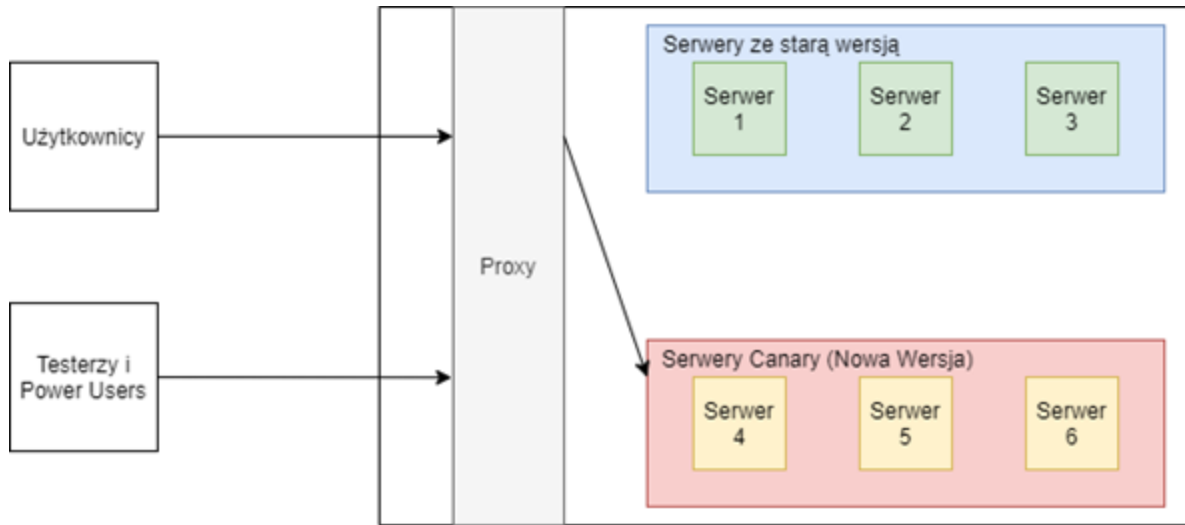 Serwery ze starą wersją
Serwer
1
Serwer
2
Serwer
3
Użytkownicy
Proxy
Testerzy i
Power Users
Serwery Canary (Nowa Wersja)
Serwer
4
Serwer
5
Serwer
6